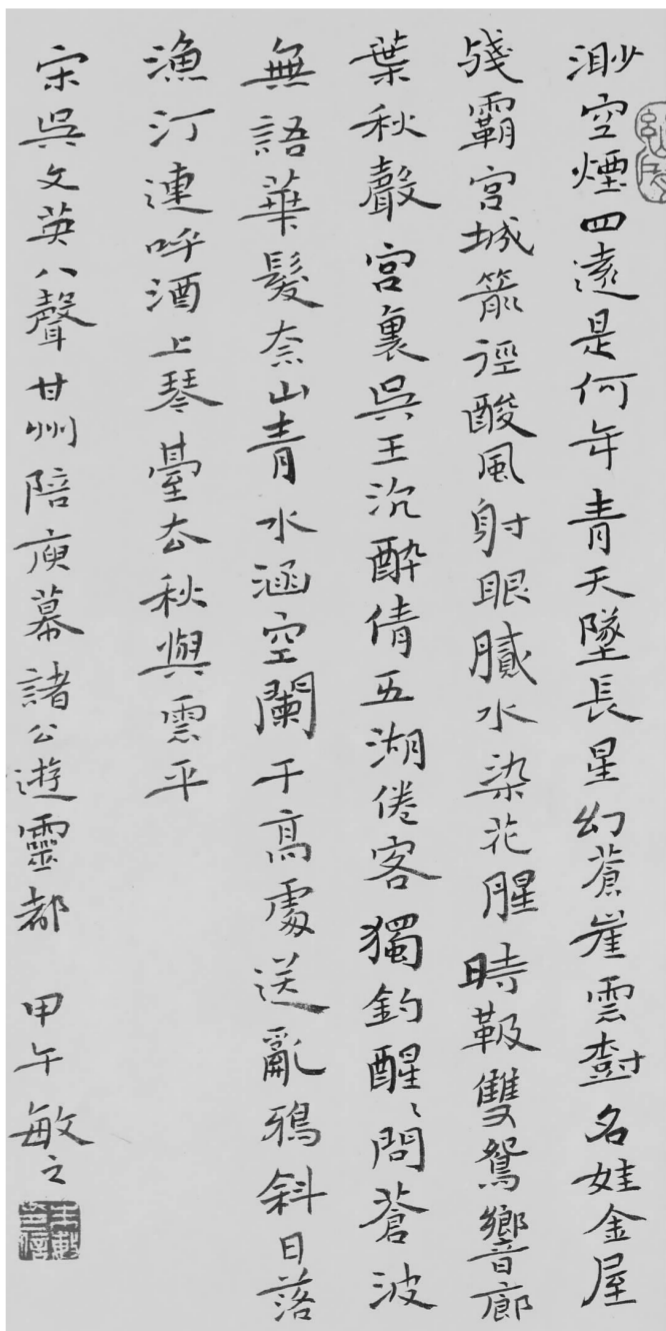 渺空煙四遠是何年青天墜長星幻蒼崖雲樹名娃金屋
殘霸宮城箭徑酸風射眼膩水染花腥時靸雙鴛響廊
葉秋聲宮裏吳王沉醉倩五湖倦客獨釣醒〻問蒼波
無語華髮奈山青水涵空闌干高處送亂鴉斜日落
漁汀連呼酒上琴臺去秋與雲平
宋吳文英八聲甘州陪庾幕諸公遊靈都 甲午敏之